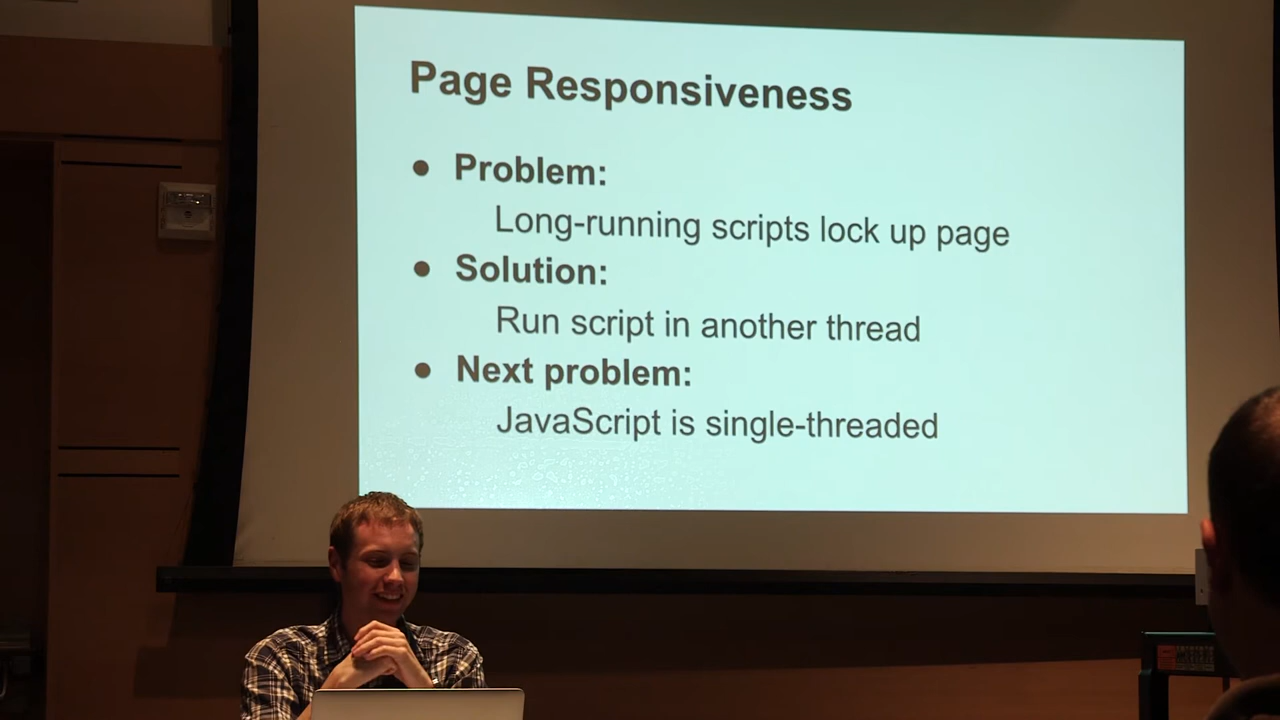 Page Responsiveness
● Problem:
Long-running scripts lock up page
● Solution:
Run script in another thread
● Next problem:
JavaScript is single-threaded